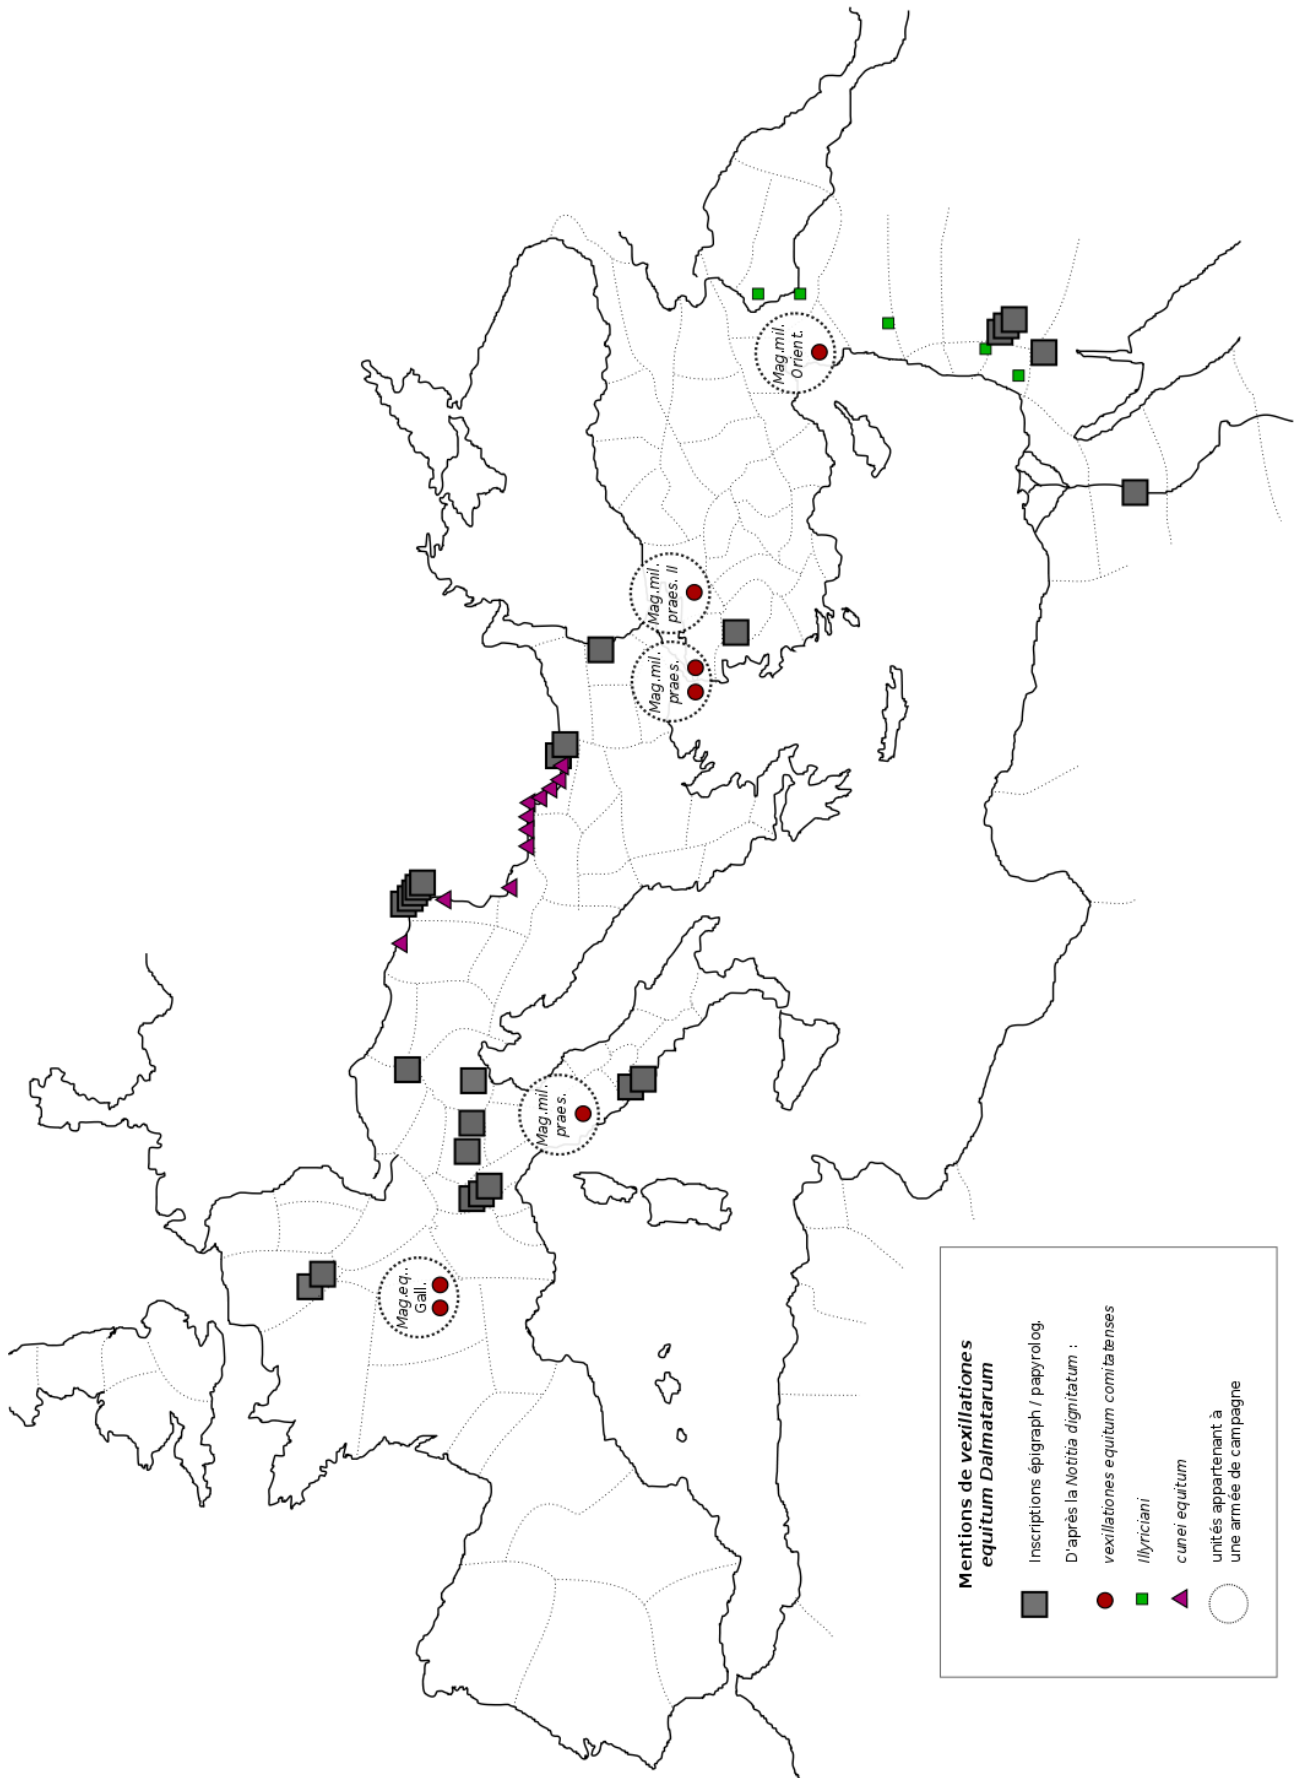 Mag.eq..
Gall.
Mag.mil.
praes.
Mag.mil.
praes.
Mag.mil.
praes. II
Mag.mil.
Orient.
Mentions de vexillationes
equitum Dalmatarum
Inscriptions épigraph / papyrolog.
D'après la Notitia dignitatum :
vexillationes equitum comitatenses
Illyriciani
cunei equitum
unités appartenant à
une armée de campagne